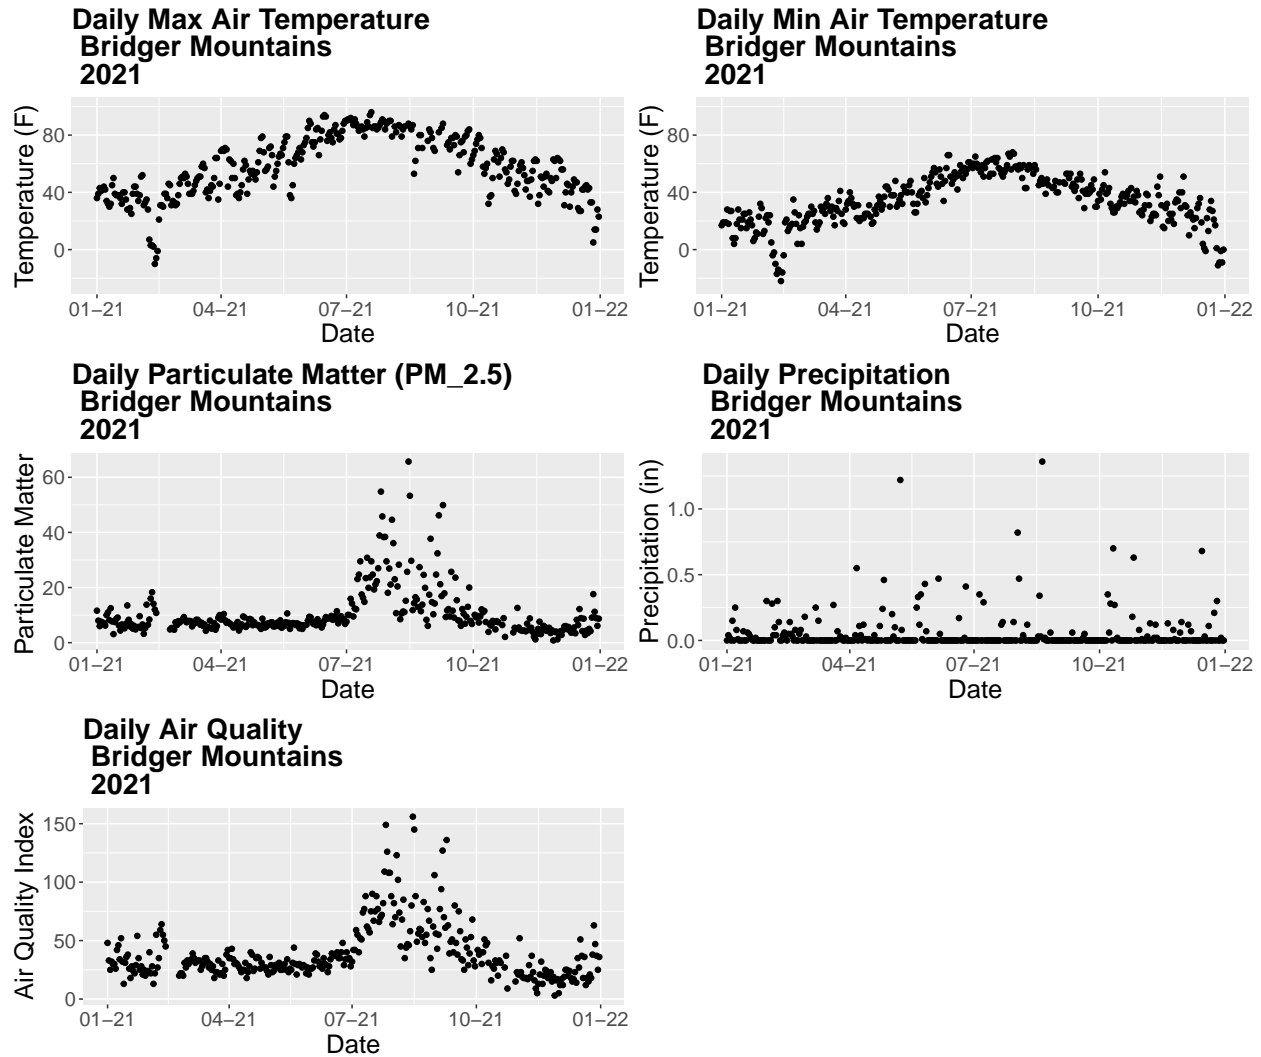 Daily Max Air Temperature
Bridger Mountains
2021
Temperature (F)
80
40
0
01−21 04−21 07−21 10−21 01−22
Date
Daily Min Air Temperature
Bridger Mountains
2021
Temperature (F)
80
40
0
01−21 04−21 07−21 10−21 01−22
Date
Daily Particulate Matter (PM_2.5)
Bridger Mountains
2021
Particulate Matter
60
40
20
0
01−21 04−21 07−21 10−21 01−22
Date
Daily Precipitation
Bridger Mountains
2021
Precipitation (in)
1.0
0.5
0.0
01−21 04−21 07−21 10−21 01−22
Date
Daily Air Quality
Bridger Mountains
2021
Air Quality Index
150
100
50
0
01−21 04−21 07−21 10−21 01−22
Date